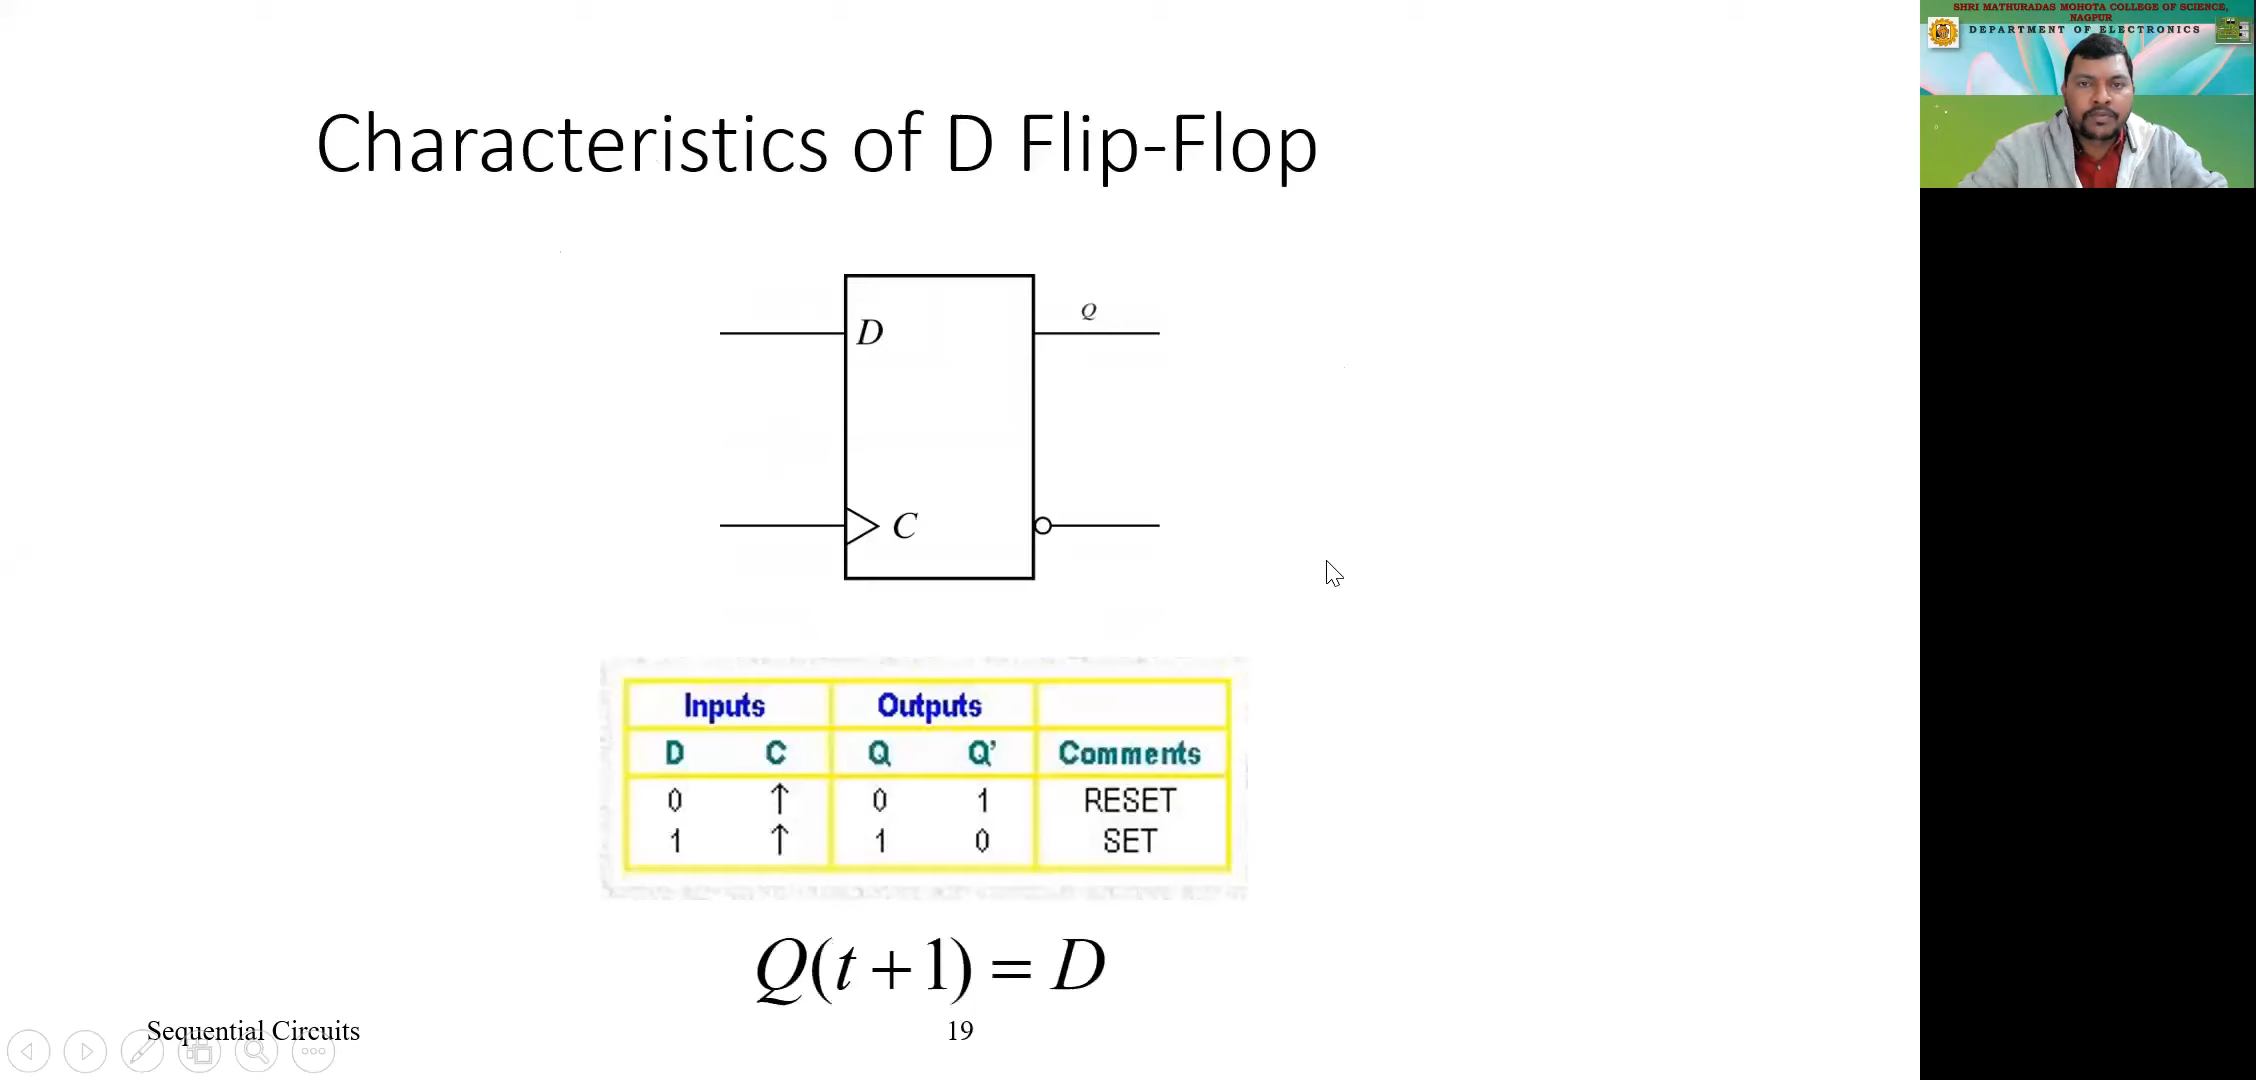 SHRI MATHURADAS MOHOTA COLLEGE OF SCIENCE,
NAGPUR
DEPARTMENT OF ELECTRONICS
Characteristics of D Flip-Flop
D
Q
C
Inputs Outputs
D C Q Q’ Comments
0 ↑ 0 1 RESET
1 ↑ 1 0 SET
Q(t+1) = D
Sequential Circuits
19